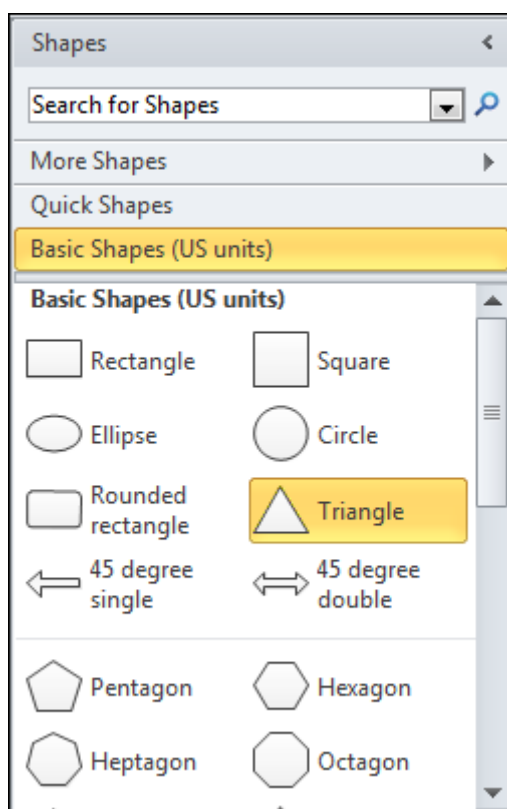 Shapes
Search for Shapes
More Shapes
Quick Shapes
Basic Shapes (US units)
Basic Shapes (US units)
Rectangle
Square
Ellipse
Circle
Rounded
rectangle
Triangle
45 degree
single
45 degree
double
Pentagon
Hexagon
Heptagon
Octagon